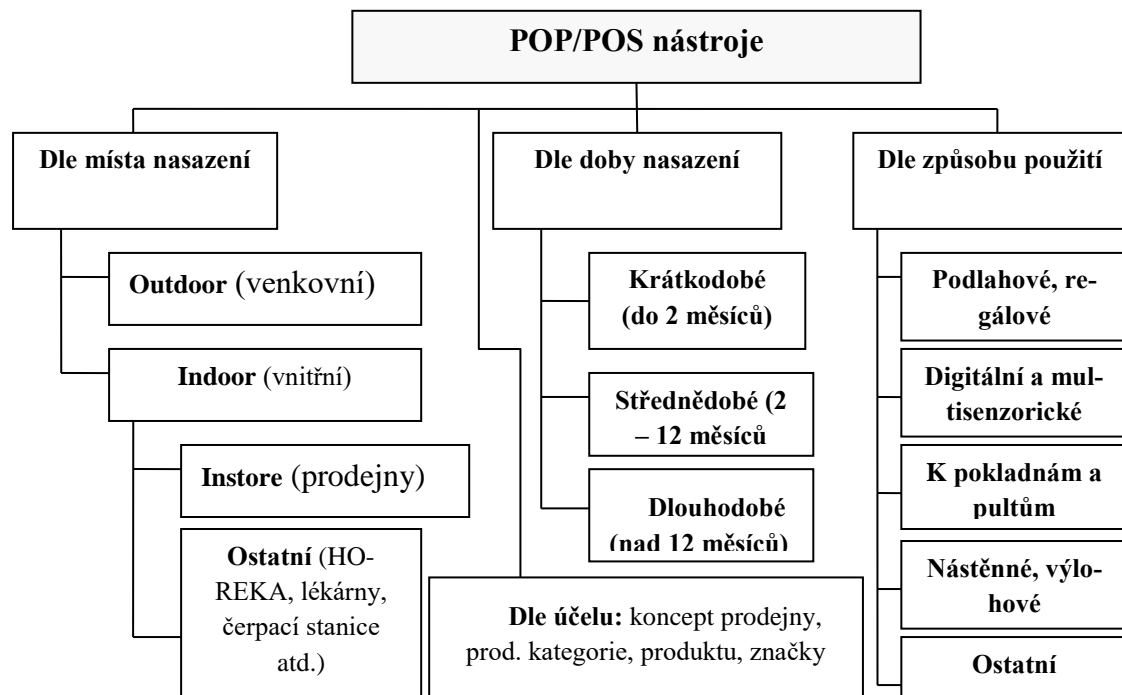 POP/POS nástroje
Dle místa nasazení
Outdoor (venkovní)
Indoor (vnitřní)
Instore (prodejny)
Ostatní (HO-
REKA, lékárny,
čerpací stanice
atd.)
Dle doby nasazení
Krátkodobé
(do 2 měsíců)
Střednědobé (2
– 12 měsíců
Dlouhodobé
(nad 12 měsíců)
Dle účelu: koncept prodejny,
prod. kategorie, produktu, značky
Dle způsobu použití
Podlahové, re-
gálové
Digitální a mul-
tisenzorické
K pokladnám a
pultům
Nástěnné, výlo-
hové
Ostatní